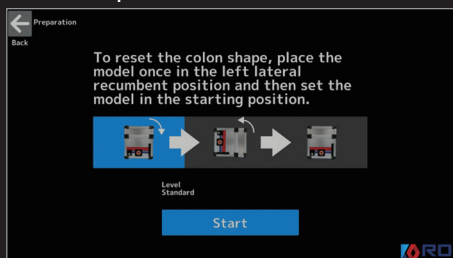 Preparation
Back
To reset the colon shape, place the
model once in the left lateral
recumbent position and then set the
model in the starting position.
Level
Standard
Start